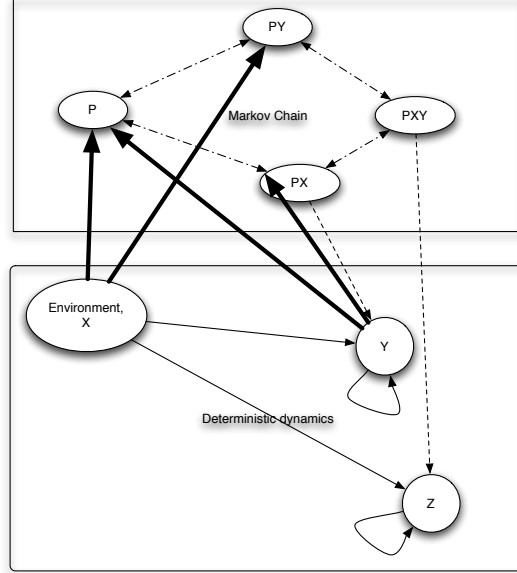 PY
P
Markov Chain
PXY
PX
Environment,
X
Y
Deterministic dynamics
Z